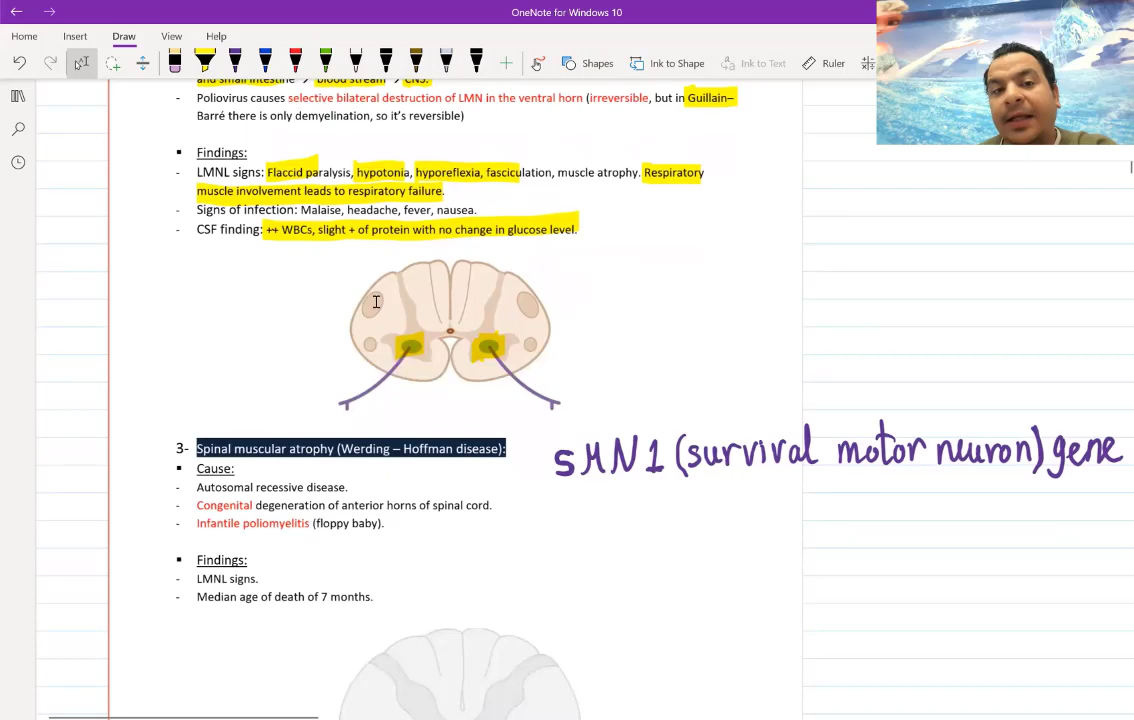 OneNote for Windows 10
Home Insert Draw View Help
Shapes Ink to Shape Ink to Text Ruler
and small intestine → blood stream → CNS.
- Poliovirus causes selective bilateral destruction of LMN in the ventral horn (irreversible, but in Guillain–
Barré there is only demyelination, so it’s reversible)
▪ Findings:
- LMNL signs: Flaccid paralysis, hypotonia, hyporeflexia, fasciculation, muscle atrophy. Respiratory
muscle involvement leads to respiratory failure.
- Signs of infection: Malaise, headache, fever, nausea.
- CSF finding: ++ WBCs, slight + of protein with no change in glucose level.
3- Spinal muscular atrophy (Werding – Hoffman disease):
SMN1 (survival motor neuron) gene
▪ Cause:
- Autosomal recessive disease.
- Congenital degeneration of anterior horns of spinal cord.
- Infantile poliomyelitis (floppy baby).
▪ Findings:
- LMNL signs.
- Median age of death of 7 months.